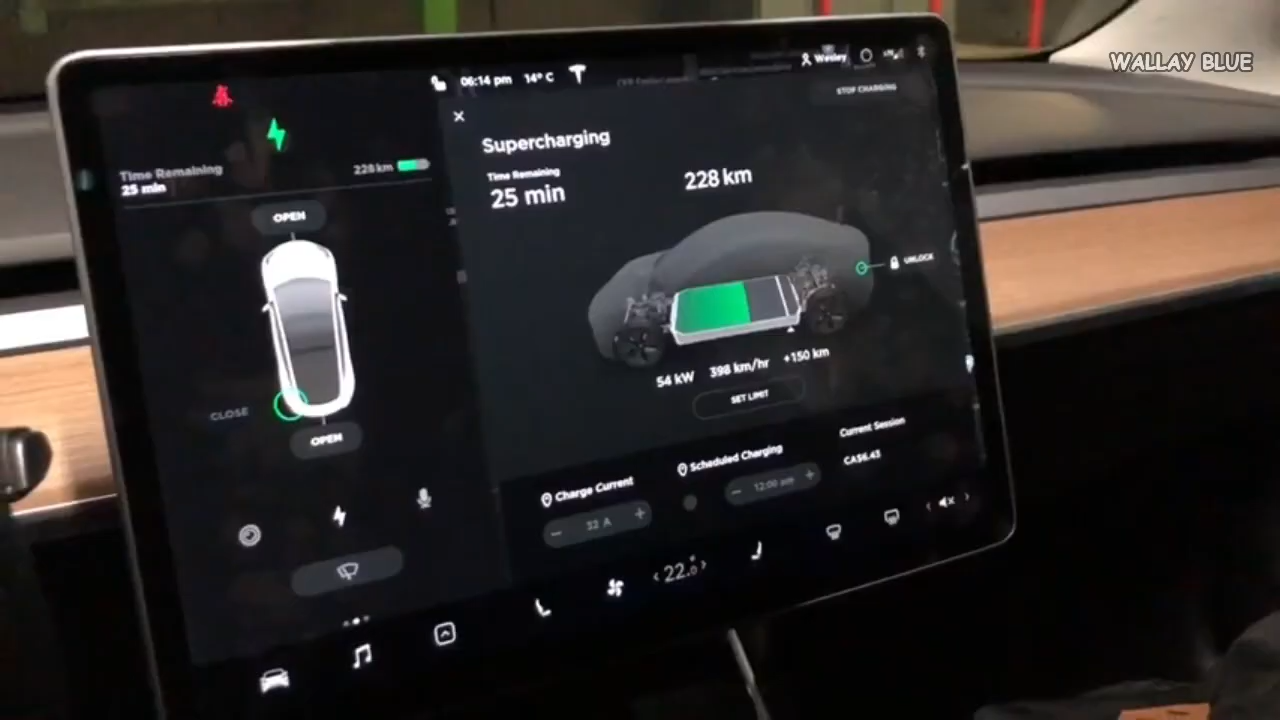 WALLAY BLUE
06:14 pm 14° C
Wesley
STOP CHARGING
Time Remaining
25 min
228 km
OPEN
CLOSE
OPEN
Supercharging
Time Remaining
25 min
228 km
UNLOCK
54 kW 398 km/hr +150 km
SET LIMIT
Charge Current
− 32 A +
Scheduled Charging
− 12:00 am +
Current Session
CA$6.43
22.0